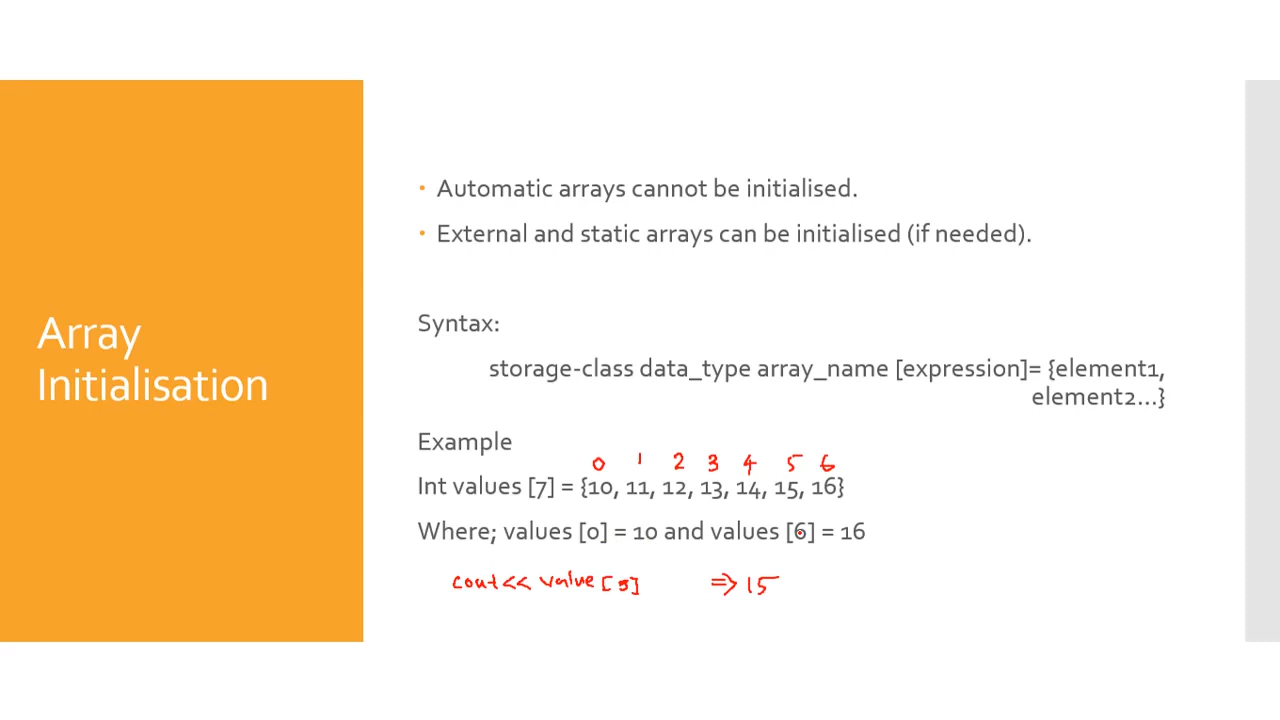 Array
Initialisation
• Automatic arrays cannot be initialised.
• External and static arrays can be initialised (if needed).
Syntax:
storage-class data_type array_name [expression]= {element1,
element2...}
Example
0 1 2 3 4 5 6
Int values [7] = {10, 11, 12, 13, 14, 15, 16}
Where; values [0] = 10 and values [6] = 16
cout<< value[5] => 15